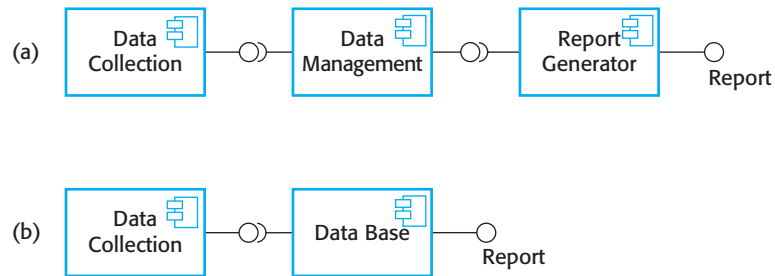 (a)
Data
Collection
Data
Management
Report
Generator
Report
(b)
Data
Collection
Data Base
Report